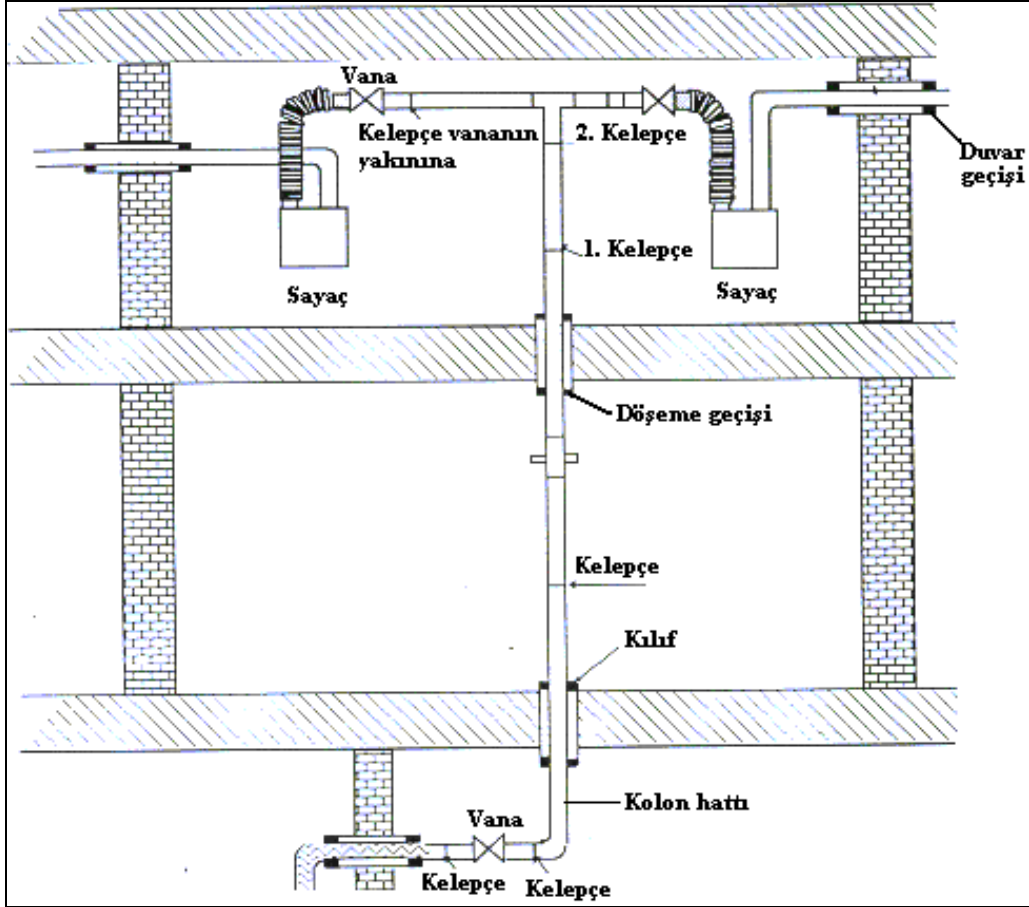 Vana
Kelepçe vananın
yakınına
2. Kelepçe
Duvar
geçişi
1. Kelepçe
Sayaç
Sayaç
Döşeme geçişi
Kelepçe
Kılıf
Kolon hattı
Vana
Kelepçe
Kelepçe